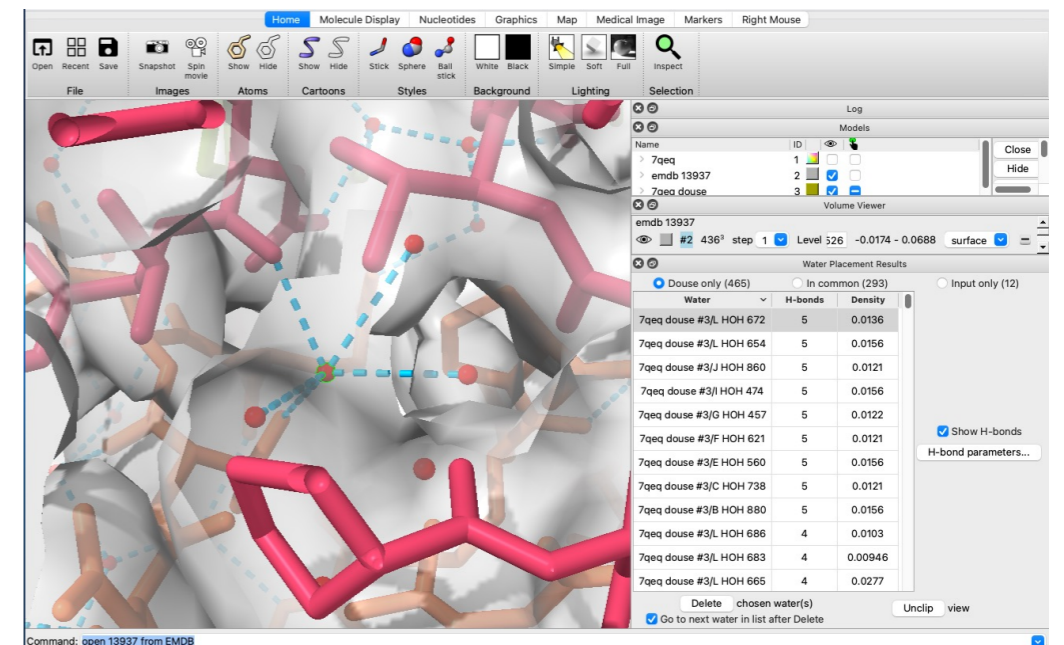 Home Molecule Display Nucleotides Graphics Map Medical Image Markers Right Mouse
Open Recent Save Snapshot Spin movie Show Hide Show Hide Stick Sphere Ball stick White Black Simple Soft Full Inspect
File Images Atoms Cartoons Styles Background Lighting Selection
Log
Models
Name ID
7qeq 1
emdb 13937 2
7qeq douse 3
Close
Hide
Volume Viewer
emdb 13937
#2 436³ step 1 Level 526 -0.0174 - 0.0688 surface
Water Placement Results
Douse only (465) In common (293) Input only (12)
Water H-bonds Density
7qeq douse #3/L HOH 672 5 0.0136
7qeq douse #3/L HOH 654 5 0.0156
7qeq douse #3/J HOH 860 5 0.0121
7qeq douse #3/I HOH 474 5 0.0156
7qeq douse #3/G HOH 457 5 0.0122
7qeq douse #3/F HOH 621 5 0.0121
7qeq douse #3/E HOH 560 5 0.0156
7qeq douse #3/C HOH 738 5 0.0121
7qeq douse #3/B HOH 880 5 0.0156
7qeq douse #3/L HOH 686 4 0.0103
7qeq douse #3/L HOH 683 4 0.00946
7qeq douse #3/L HOH 665 4 0.0277
Show H-bonds
H-bond parameters...
Delete chosen water(s)
Unclip view
Go to next water in list after Delete
Command: open 13937 from EMDB